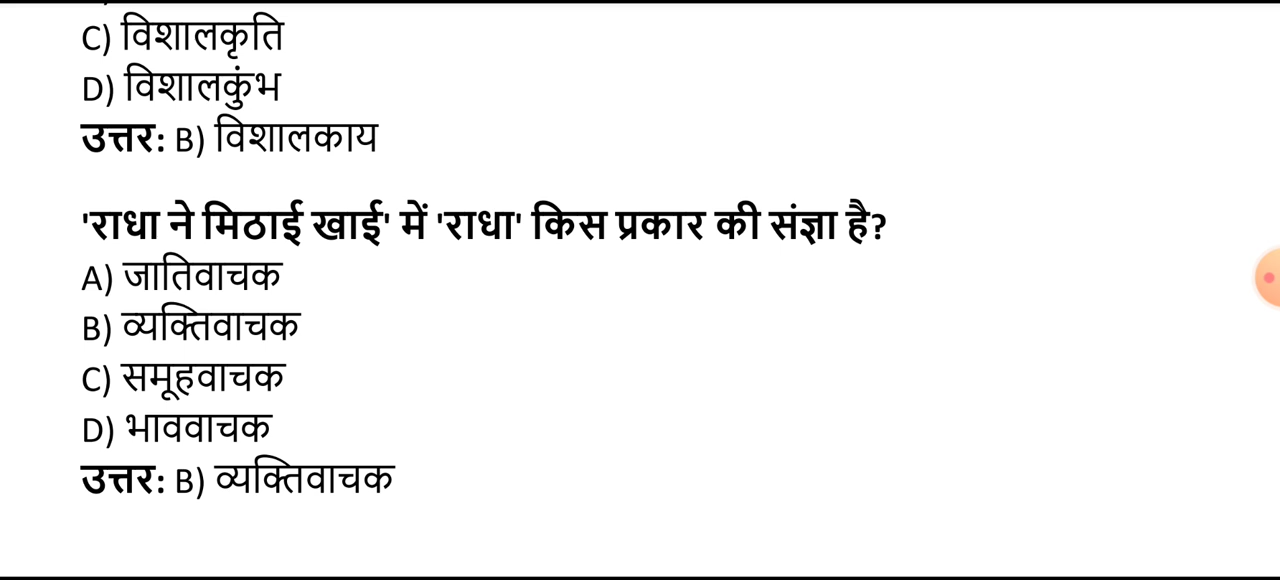 C) विशालकृति
D) विशालकुंभ
उत्तर: B) विशालकाय
'राधा ने मिठाई खाई' में 'राधा' किस प्रकार की संज्ञा है?
A) जातिवाचक
B) व्यक्तिवाचक
C) समूहवाचक
D) भाववाचक
उत्तर: B) व्यक्तिवाचक